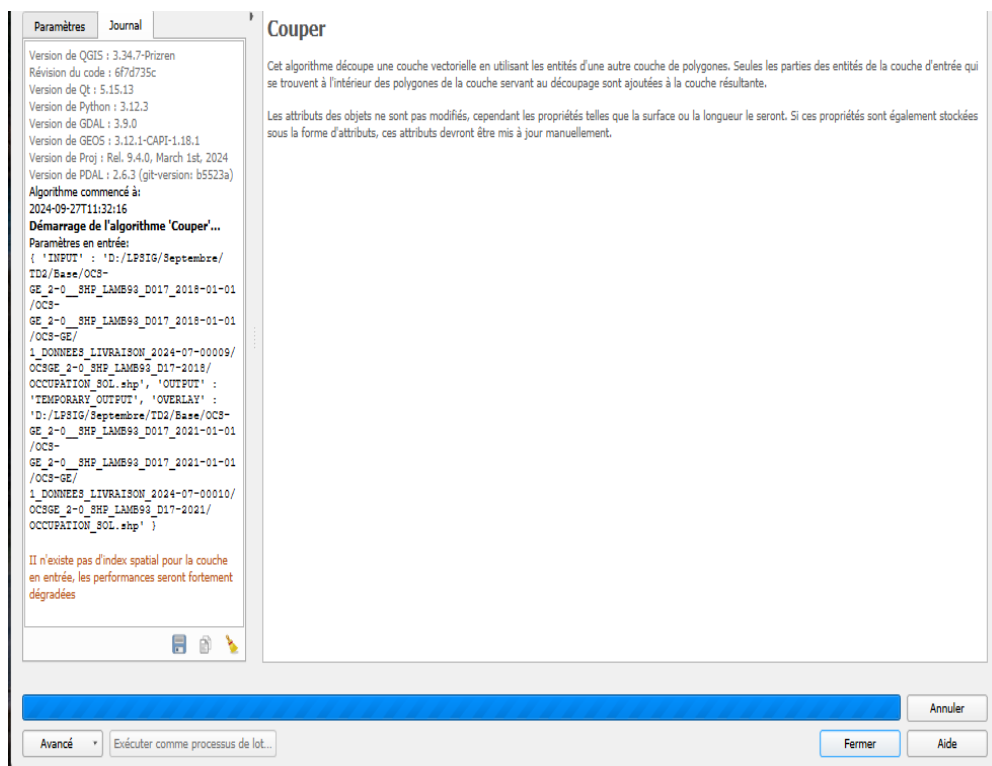 Paramètres
Journal
Version de QGIS : 3.34.7-Prizren
Révision du code : 6f7d735c
Version de Qt : 5.15.13
Version de Python : 3.12.3
Version de GDAL : 3.9.0
Version de GEOS : 3.12.1-CAPI-1.18.1
Version de Proj : Rel. 9.4.0, March 1st, 2024
Version de PDAL : 2.6.3 (git-version: b5523a)
Algorithme commencé à:
2024-09-27T11:32:16
Démarrage de l'algorithme 'Couper'...
Paramètres en entrée:
{ 'INPUT' : 'D:/LPSIG/Septembre/
TD2/Base/OCS-
GE_2-0__SHP_LAMB93_D017_2018-01-01
/OCS-
GE_2-0__SHP_LAMB93_D017_2018-01-01
/OCS-GE/
1_DONNEES_LIVRAISON_2024-07-00009/
OCSGE_2-0_SHP_LAMB93_D17-2018/
OCCUPATION_SOL.shp', 'OUTPUT' :
'TEMPORARY_OUTPUT', 'OVERLAY' :
'D:/LPSIG/Septembre/TD2/Base/OCS-
GE_2-0__SHP_LAMB93_D017_2021-01-01
/OCS-
GE_2-0__SHP_LAMB93_D017_2021-01-01
/OCS-GE/
1_DONNEES_LIVRAISON_2024-07-00010/
OCSGE_2-0_SHP_LAMB93_D17-2021/
OCCUPATION_SOL.shp' }
Il n'existe pas d'index spatial pour la couche
en entrée, les performances seront fortement
dégradées
Couper
Cet algorithme découpe une couche vectorielle en utilisant les entités d'une autre couche de polygones. Seules les parties des entités de la couche d'entrée qui
se trouvent à l'intérieur des polygones de la couche servant au découpage sont ajoutées à la couche résultante.
Les attributs des objets ne sont pas modifiés, cependant les propriétés telles que la surface ou la longueur le seront. Si ces propriétés sont également stockées
sous la forme d'attributs, ces attributs devront être mis à jour manuellement.
Annuler
Avancé
Exécuter comme processus de lot...
Fermer
Aide